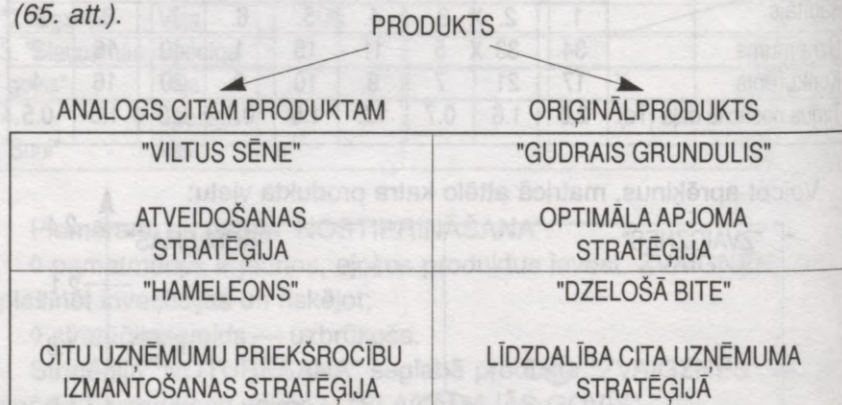 (65. att.).
PRODUKTS
ANALOGS CITAM PRODUKTAM
ORIĢINĀLPRODUKTS
"VILTUS SĒNE"
ATVEIDOŠANAS
STRATĒĢIJA
"GUDRAIS GRUNDULIS"
OPTIMĀLA APJOMA
STRATĒĢIJA
"HAMELEONS"
CITU UZŅĒMUMU PRIEKŠROCĪBU
IZMANTOŠANAS STRATĒĢIJA
"DZELOŠĀ BITE"
LĪDZDALĪBA CITA UZŅĒMUMA
STRATĒĢIJĀ